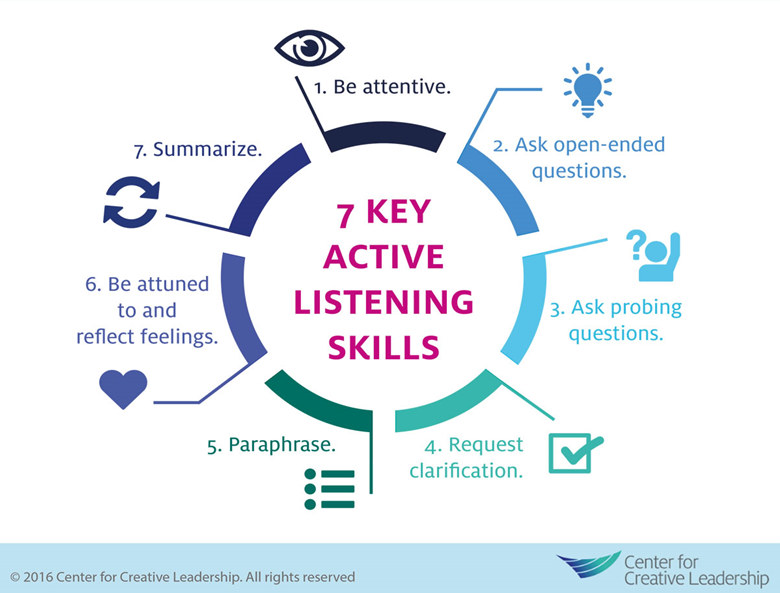 1. Be attentive.
7. Summarize.
2. Ask open-ended
questions.
7 KEY
ACTIVE
LISTENING
SKILLS
6. Be attuned
to and
reflect feelings.
?
3. Ask probing
questions.
5. Paraphrase.
4. Request
clarification.
© 2016 Center for Creative Leadership. All rights reserved
Center for
Creative Leadership